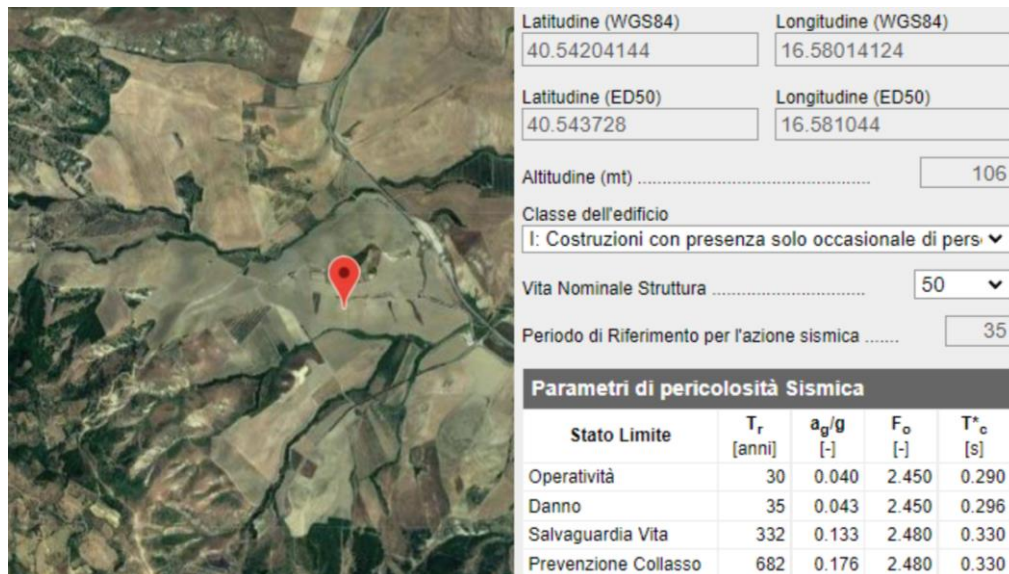 Latitudine (WGS84) Longitudine (WGS84)
40.54204144 16.58014124
Latitudine (ED50) Longitudine (ED50)
40.543728 16.581044
Altitudine (mt) ................................................ 106
Classe dell'edificio
I: Costruzioni con presenza solo occasionale di pers
Vita Nominale Struttura ............................... 50
Periodo di Riferimento per l'azione sismica ....... 35
Parametri di pericolosità Sismica
Stato Limite Tr [anni] ag/g [-] Fo [-] T*c [s]
Operatività 30 0.040 2.450 0.290
Danno 35 0.043 2.450 0.296
Salvaguardia Vita 332 0.133 2.480 0.330
Prevenzione Collasso 682 0.176 2.480 0.330